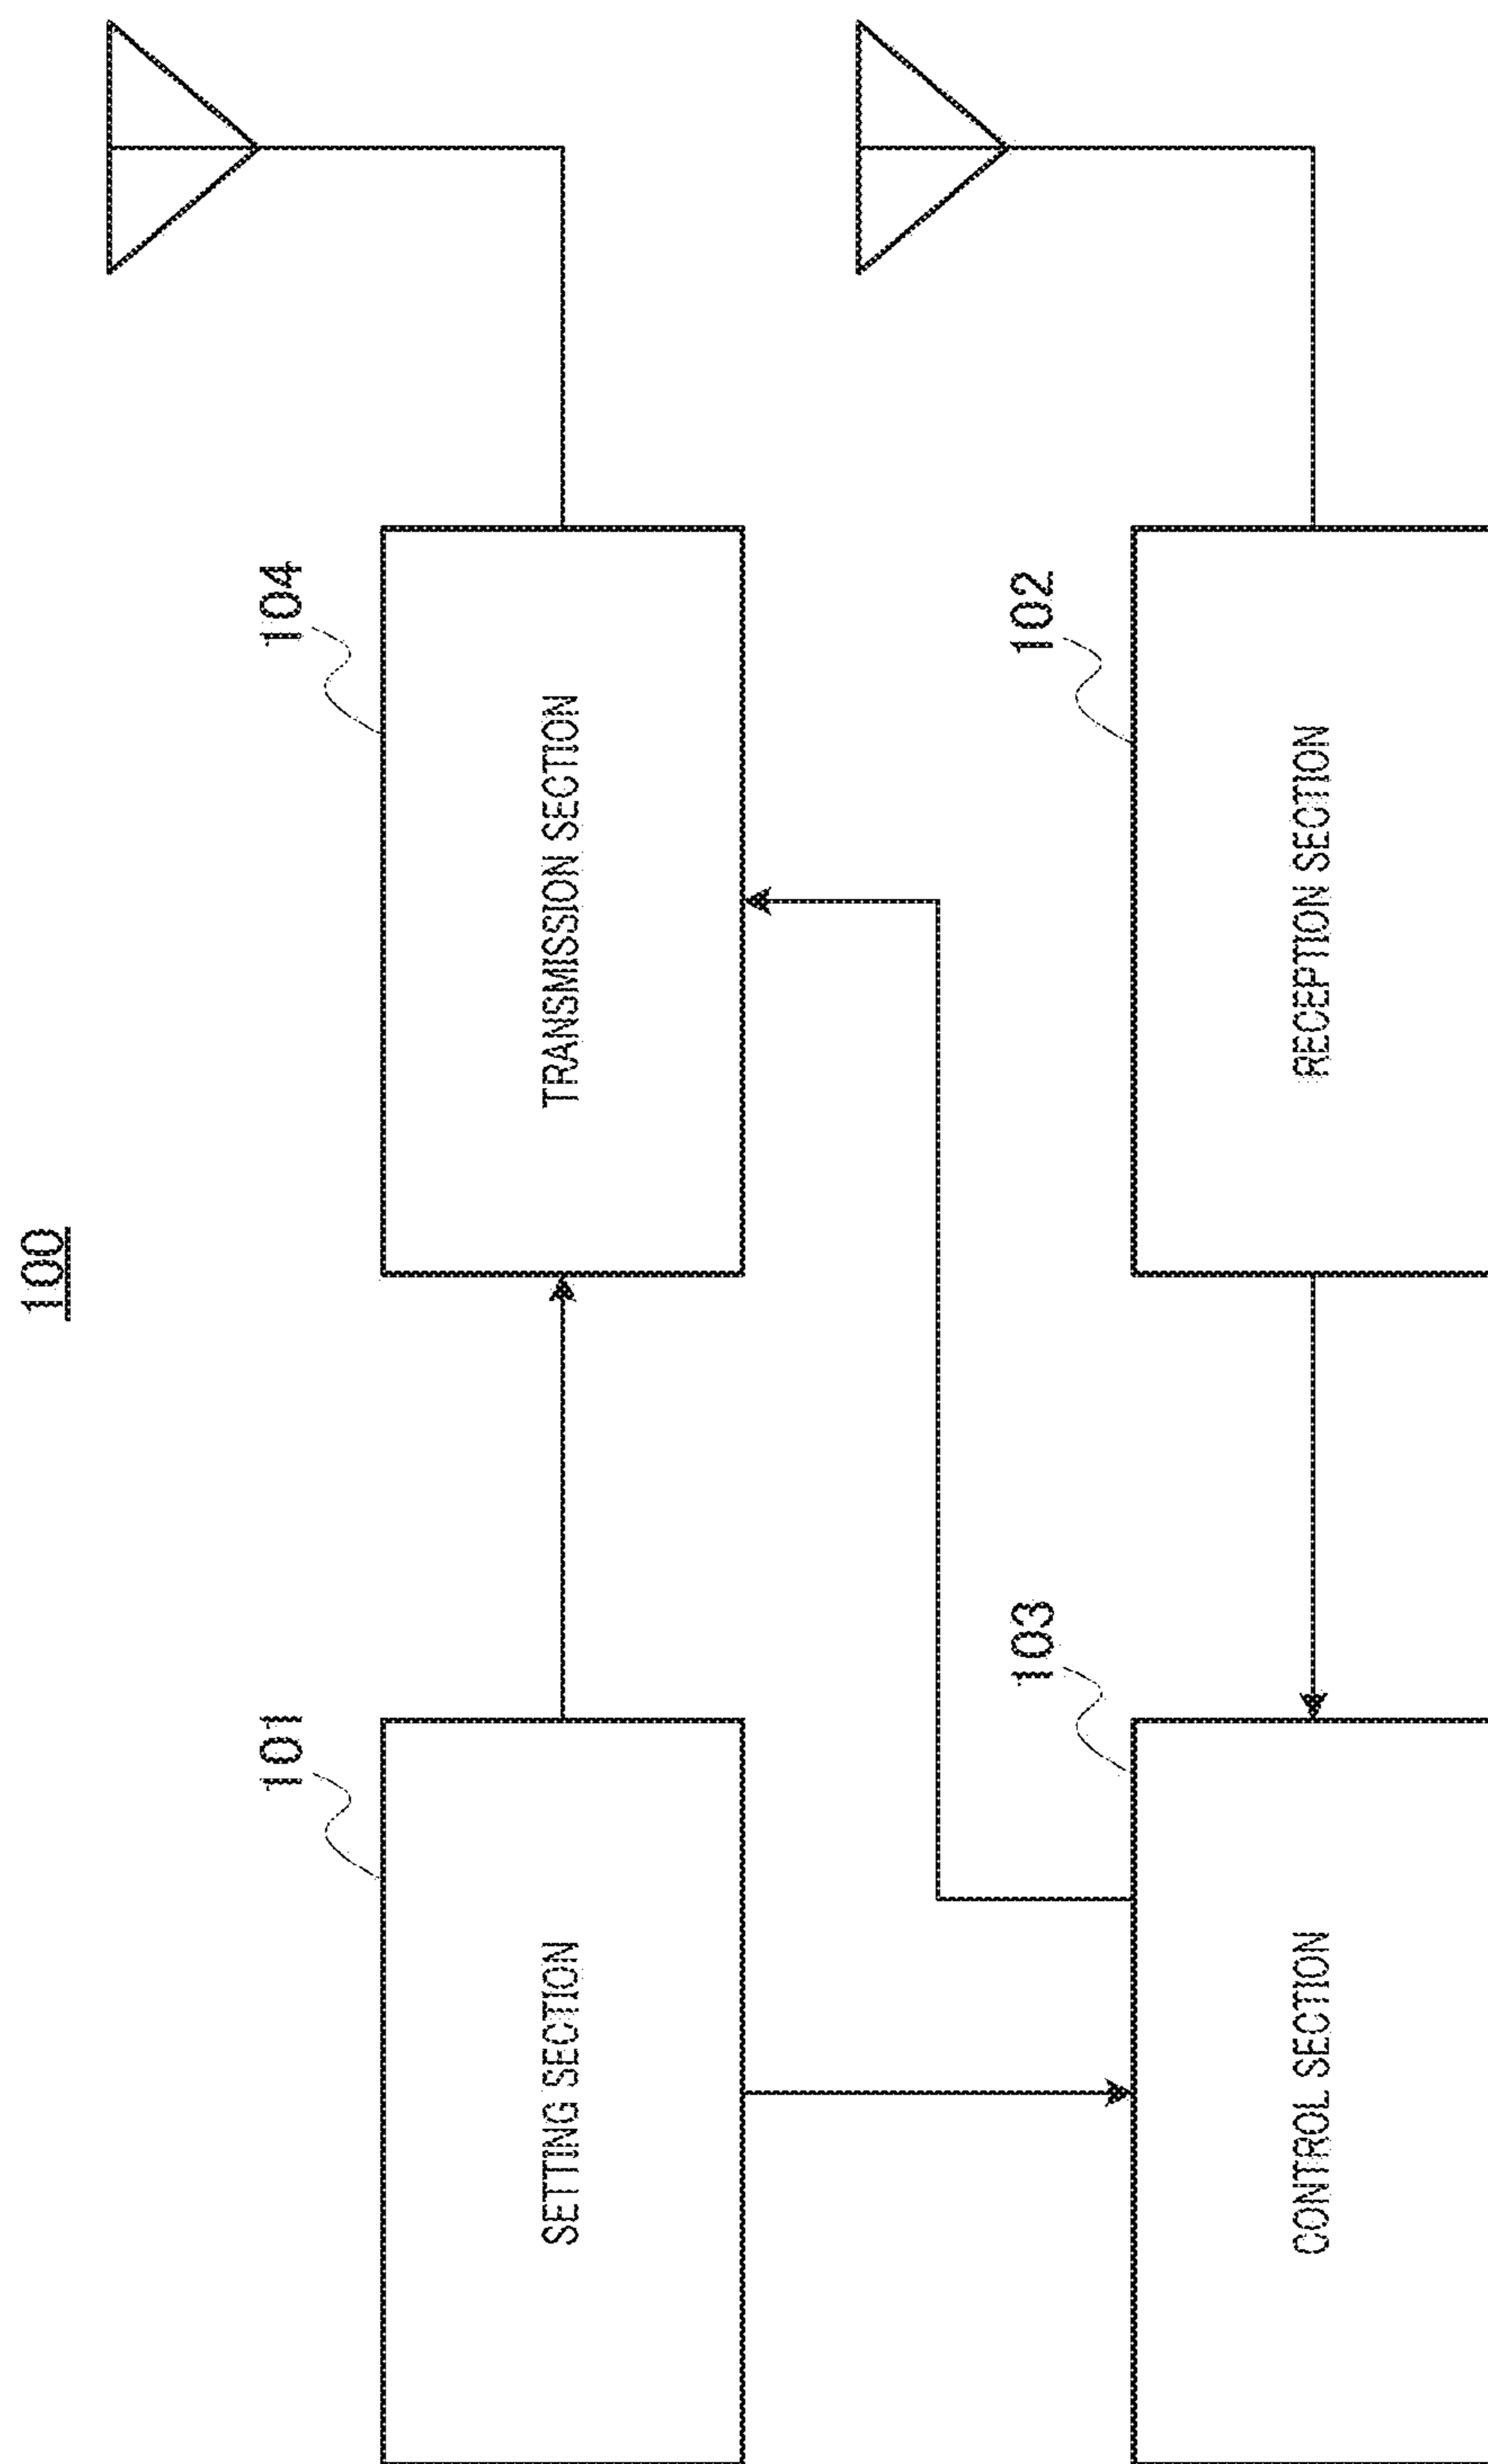 100
101
SETTING SECTION
104
TRANSMISSION SECTION
103
CONTROL SECTION
102
RECEPTION SECTION